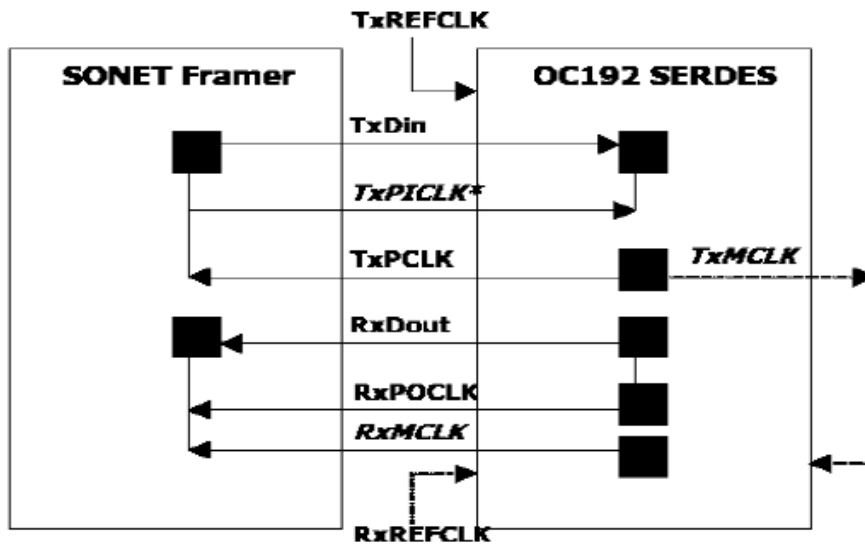 TxREFCLK
SONET Framer
OC192 SERDES
TxDin
TxPICLK*
TxPCLK
TxMCLK
RxDout
RxPOCLK
RxMCLK
RxREFCLK